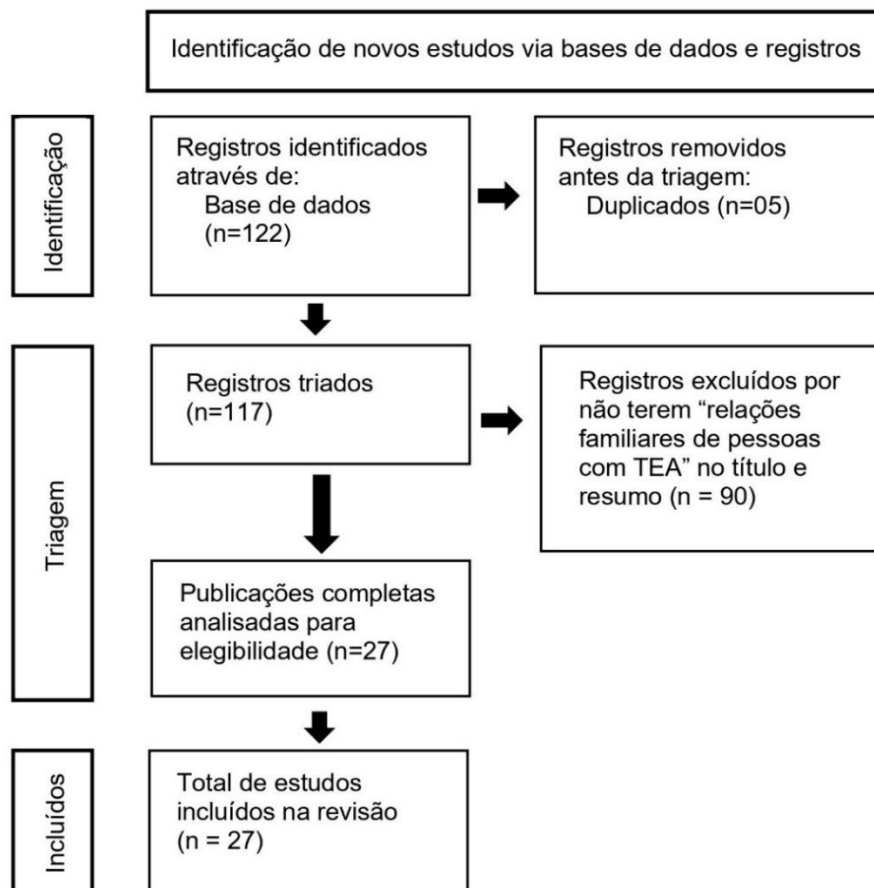 Identificação de novos estudos via bases de dados e registros
Identificação
Registros identificados
através de:
Base de dados
(n=122)
Registros removidos
antes da triagem:
Duplicados (n=05)
Triagem
Registros triados
(n=117)
Registros excluídos por
não terem “relações
familiares de pessoas
com TEA” no título e
resumo (n = 90)
Publicações completas
analisadas para
elegibilidade (n=27)
Incluídos
Total de estudos
incluídos na revisão
(n = 27)